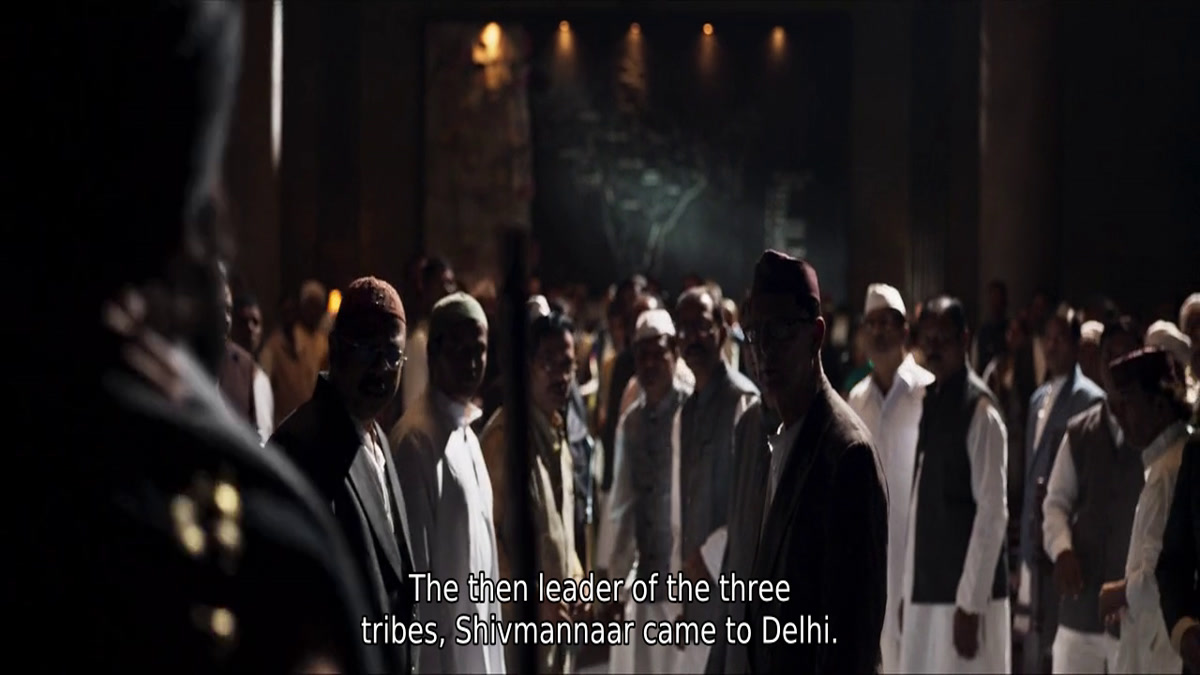 The then leader of the three
tribes, Shivmannaar came to Delhi.